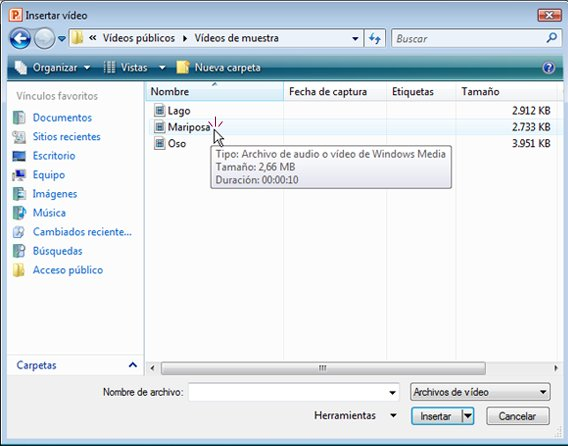 Insertar vídeo
« Vídeos públicos Vídeos de muestra Buscar
Organizar Vistas Nueva carpeta
Vínculos favoritos
Documentos
Sitios recientes
Escritorio
Equipo
Imágenes
Música
Cambiados reciente...
Búsquedas
Acceso público
Carpetas
Nombre Fecha de captura Etiquetas Tamaño
Lago 2.912 KB
Mariposa 2.733 KB
Oso 3.951 KB
Tipo: Archivo de audio o vídeo de Windows Media
Tamaño: 2,66 MB
Duración: 00:00:10
Nombre de archivo: Archivos de vídeo
Herramientas Insertar Cancelar